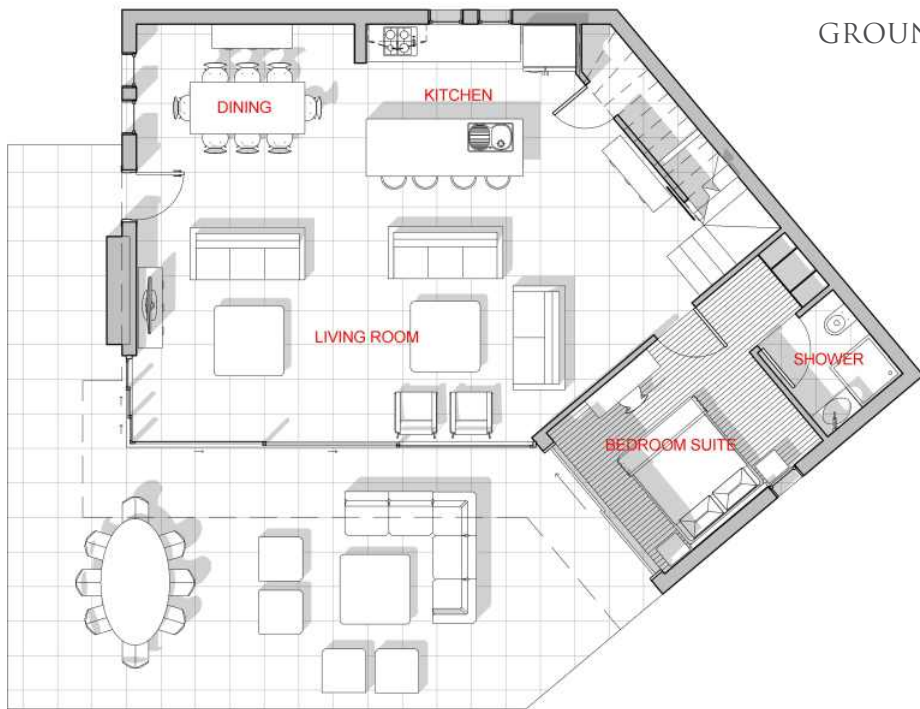 GROUN
DINING
KITCHEN
LIVING ROOM
SHOWER
BEDROOM SUITE